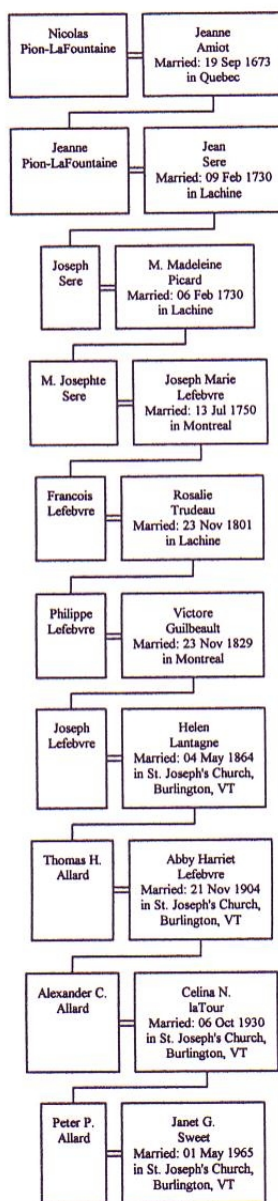 Nicolas
Pion-LaFountaine
Jeanne
Amiot
Married: 19 Sep 1673
in Quebec
Jeanne
Pion-LaFountaine
Jean
Sere
Married: 09 Feb 1730
in Lachine
Joseph
Sere
M. Madeleine
Picard
Married: 06 Feb 1730
in Lachine
M. Josephte
Sere
Joseph Marie
Lefebvre
Married: 13 Jul 1750
in Montreal
Francois
Lefebvre
Rosalie
Trudeau
Married: 23 Nov 1801
in Lachine
Philippe
Lefebvre
Victore
Guilbeault
Married: 23 Nov 1829
in Montreal
Joseph
Lefebvre
Helen
Lantagne
Married: 04 May 1864
in St. Joseph's Church,
Burlington, VT
Thomas H.
Allard
Abby Harriet
Lefebvre
Married: 21 Nov 1904
in St. Joseph's Church,
Burlington, VT
Alexander C.
Allard
Celina N.
laTour
Married: 06 Oct 1930
in St. Joseph's Church,
Burlington, VT
Peter P.
Allard
Janet G.
Sweet
Married: 01 May 1965
in St. Joseph's Church,
Burlington, VT